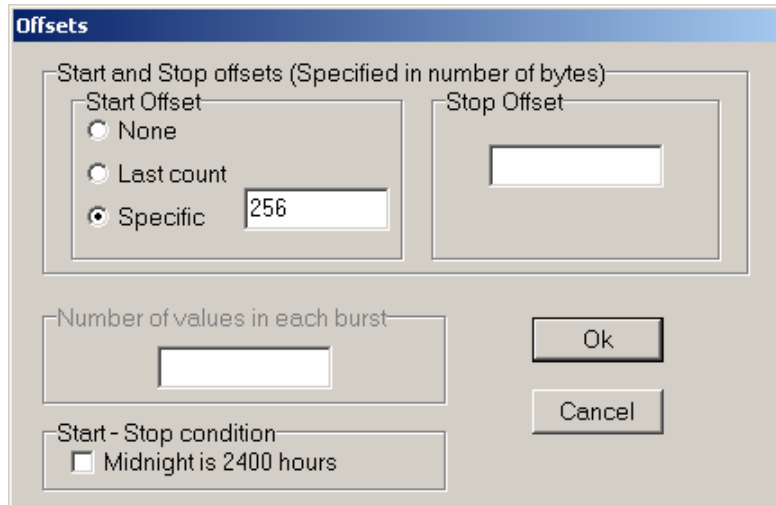 Offsets
Start and Stop offsets (Specified in number of bytes)
Start Offset
None
Last count
Specific
256
Stop Offset
Number of values in each burst
Ok
Cancel
Start - Stop condition
Midnight is 2400 hours